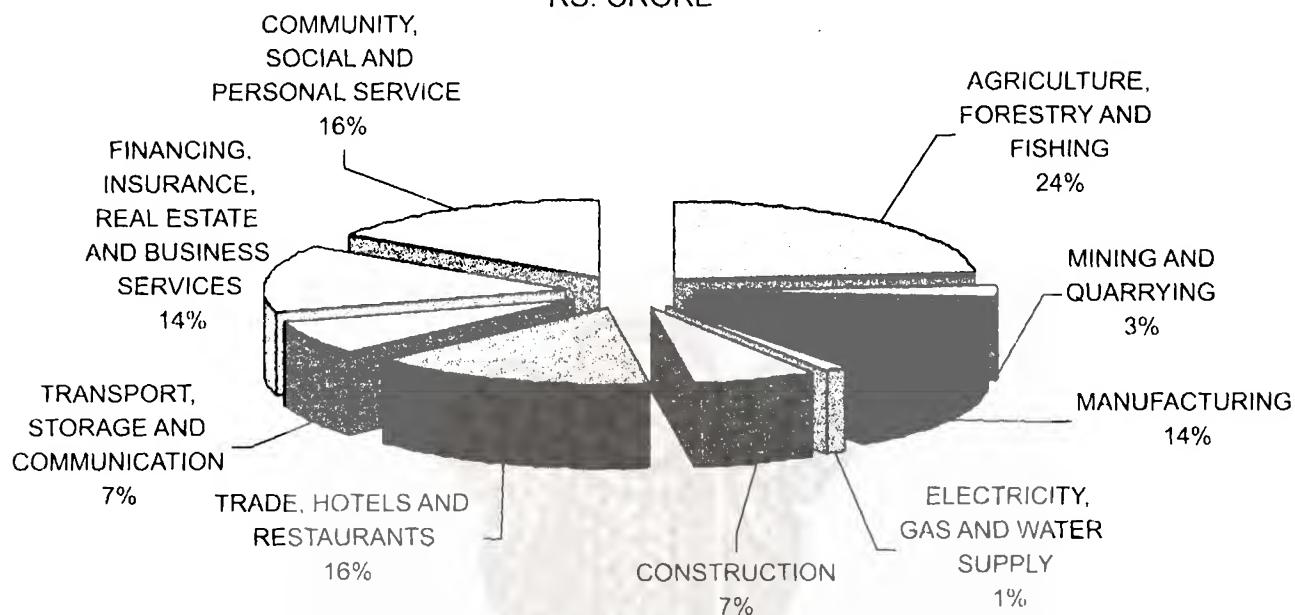 RS. CRORE
COMMUNITY,
SOCIAL AND
PERSONAL SERVICE
16%
AGRICULTURE,
FORESTRY AND
FISHING
24%
FINANCING,
INSURANCE,
REAL ESTATE
AND BUSINESS
SERVICES
14%
MINING AND
QUARRYING
3%
MANUFACTURING
14%
TRANSPORT,
STORAGE AND
COMMUNICATION
7%
TRADE, HOTELS AND
RESTAURANTS
16%
CONSTRUCTION
7%
ELECTRICITY,
GAS AND WATER
SUPPLY
1%